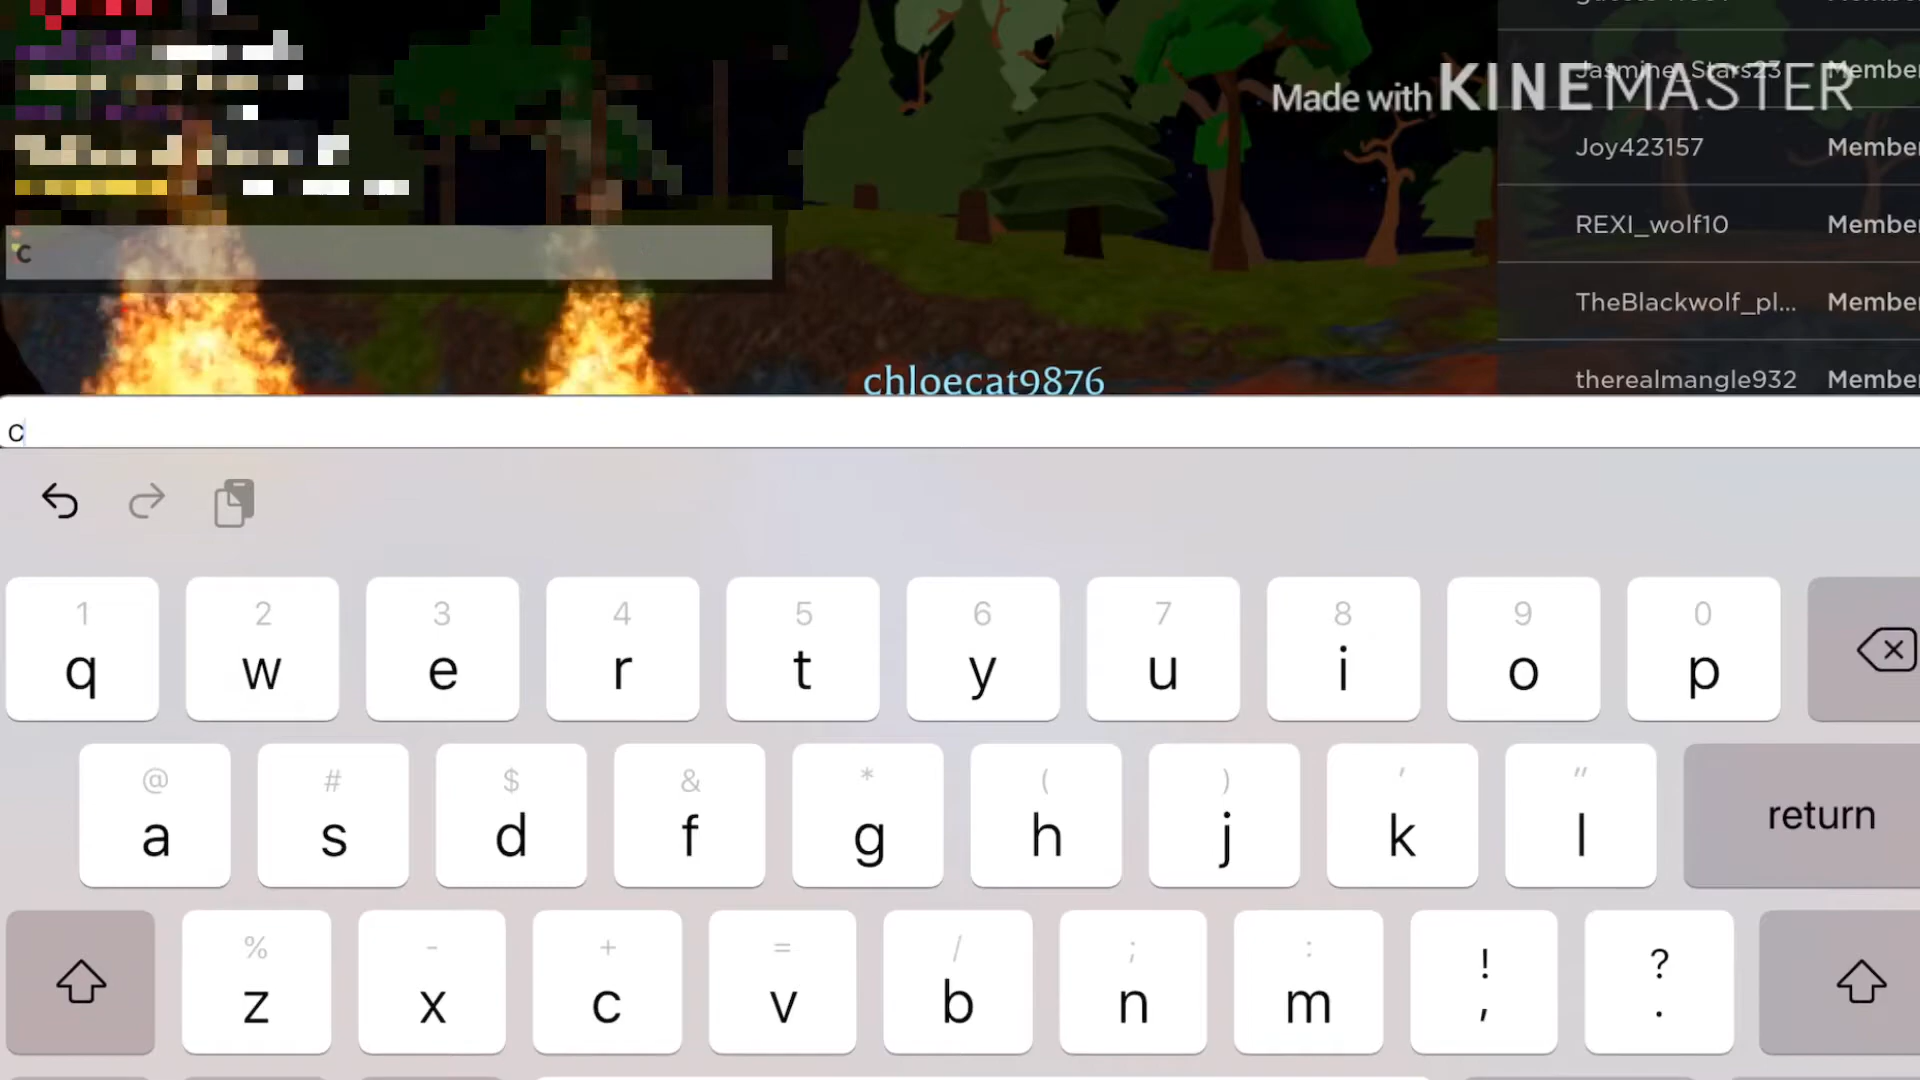 Jasmine_Stars23 Member
Made with KINEMASTER
Joy423157 Member
REXI_wolf10 Member
c
TheBlackwolf_pl... Member
chloecat9876
therealmangle932 Member
c
1 2 3 4 5 6 7 8 9 0
q w e r t y u i o p
@ # $ & * ( ) ' "
a s d f g h j k l return
% - + = / ; : ! ?
z x c v b n m , .